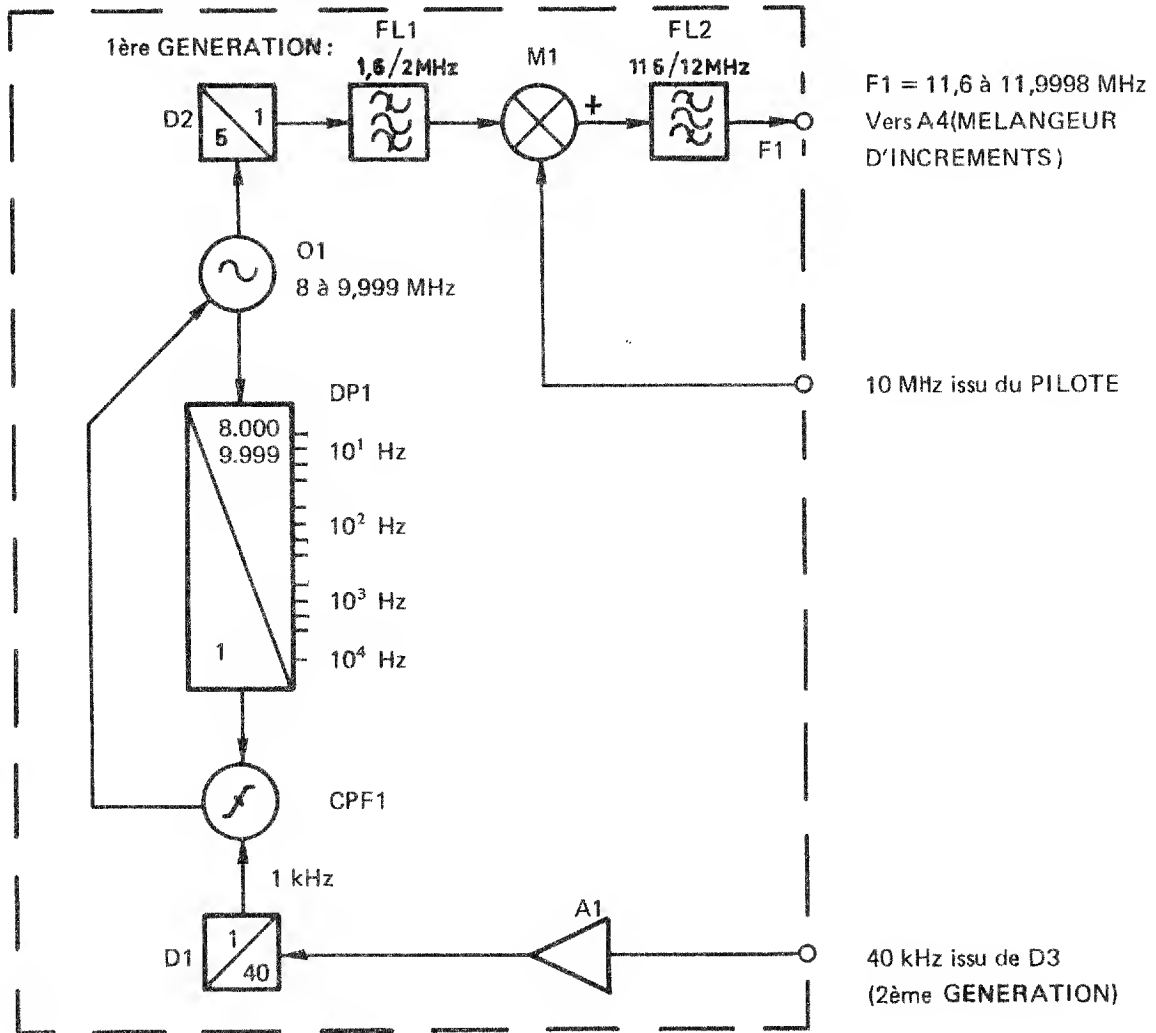 1ère GENERATION :
FL1
1,6/2MHz
M1
FL2
11 6/12MHz
D2
5
1
+
F1
F1 = 11,6 à 11,9998 MHz
Vers A4(MELANGEUR
D'INCREMENTS)
O1
8 à 9,999 MHz
10 MHz issu du PILOTE
DP1
8.000
9.999
10¹ Hz
10² Hz
10³ Hz
10⁴ Hz
1
CPF1
1 kHz
D1
1
40
A1
40 kHz issu de D3
(2ème GENERATION)